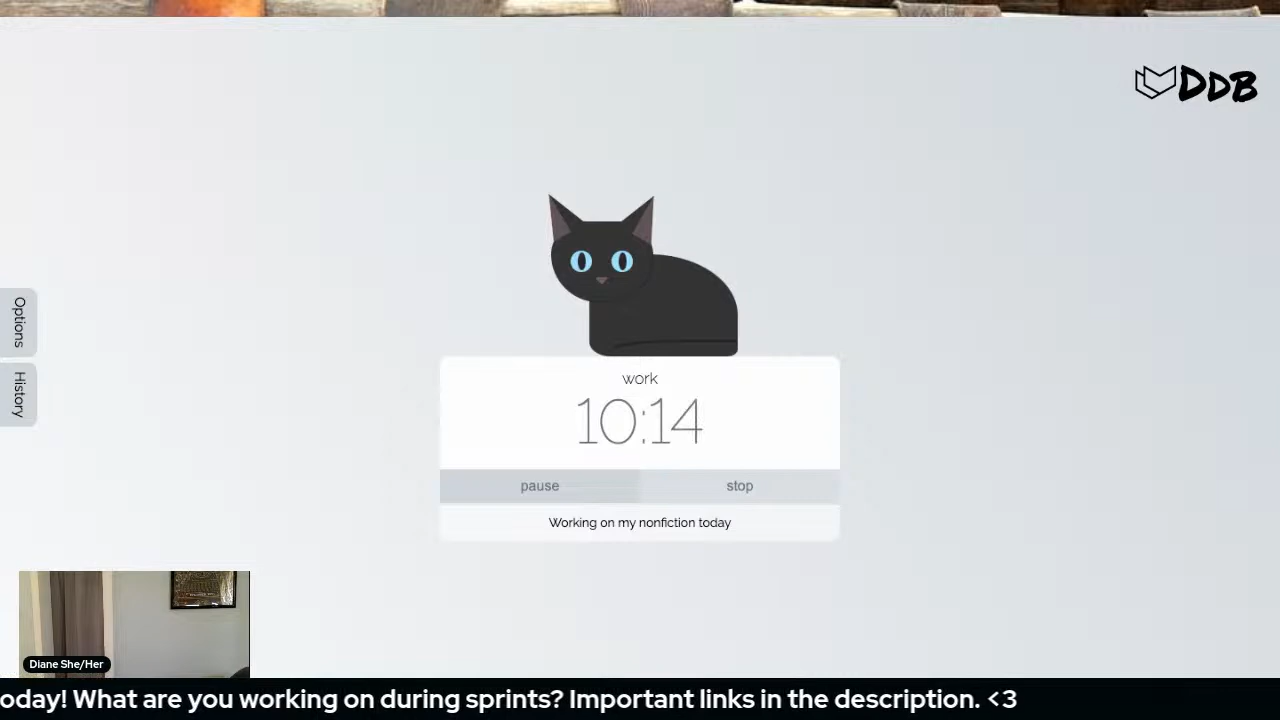 DDB
Options
History
work
10:14
pause
stop
Working on my nonfiction today
Diane She/Her
oday! What are you working on during sprints? Important links in the description. <3